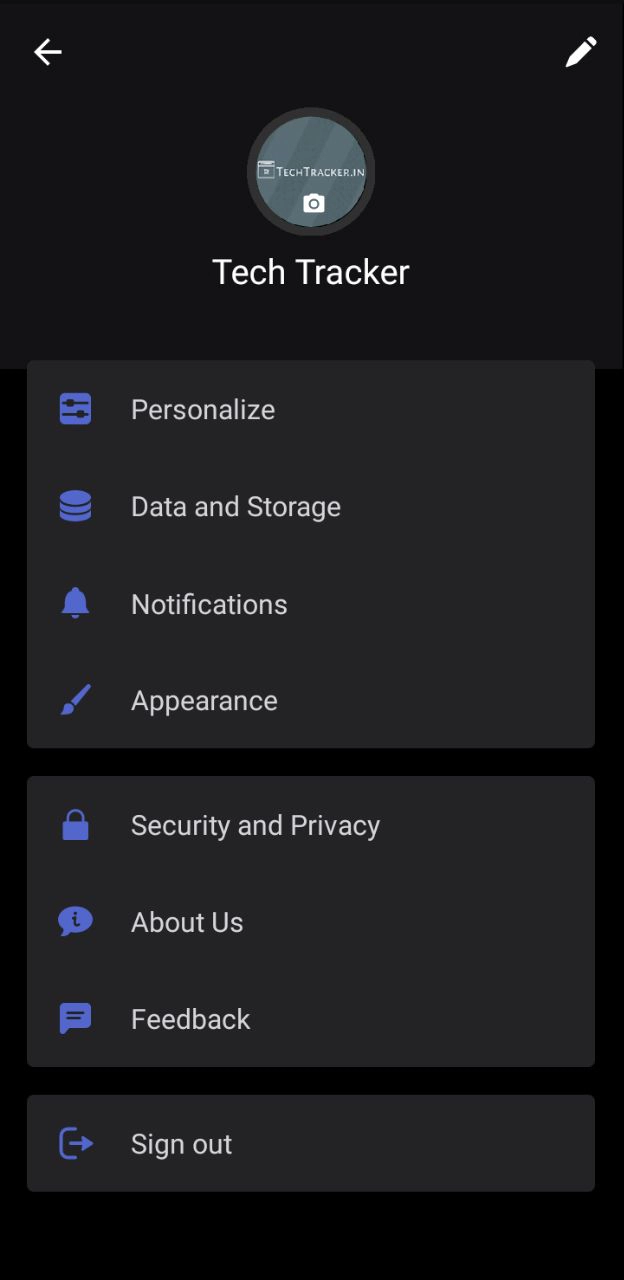 TECHTRACKER.IN
Tech Tracker
Personalize
Data and Storage
Notifications
Appearance
Security and Privacy
About Us
Feedback
Sign out